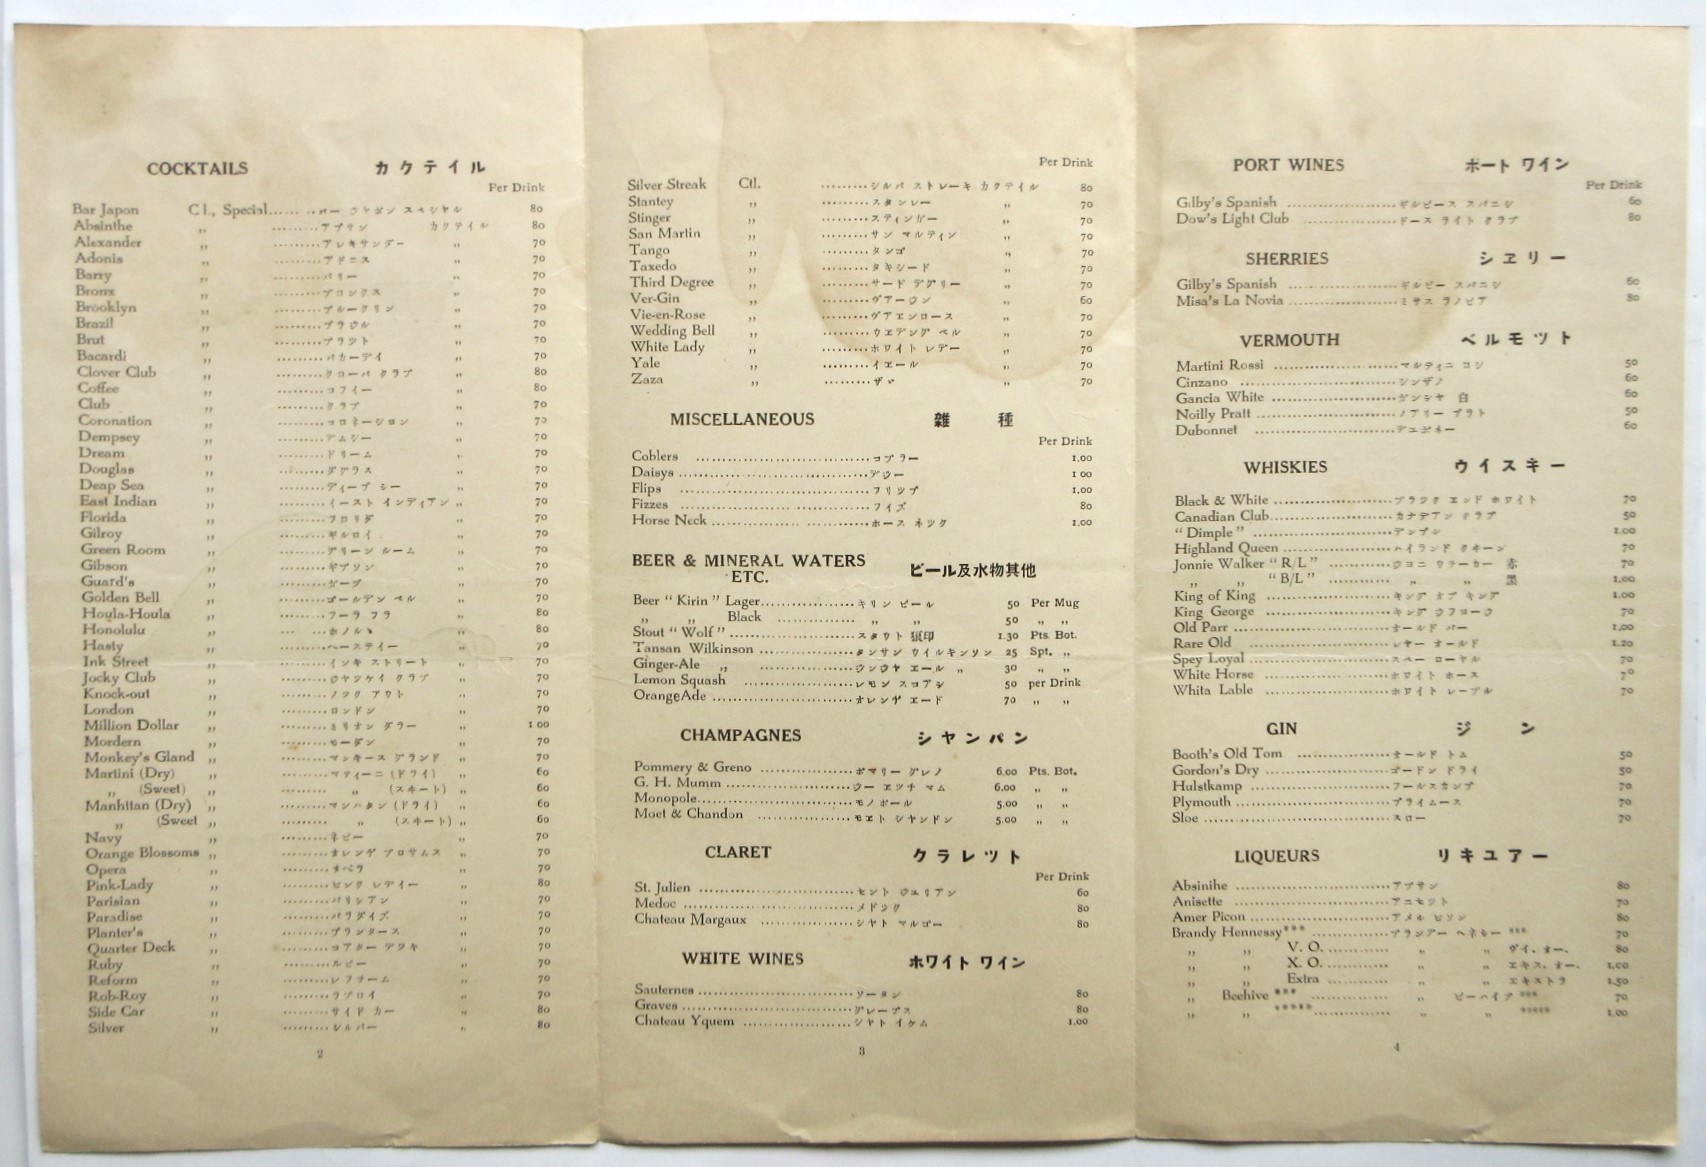 COCKTAILS カクテイル
Per Drink
Bar Japon C l., Special...... ..バー ジャポン スペシヤル 80
Absinthe „ .........アブサン カクテイル 80
Alexander „ .........アレキサンダー „ 70
Adonis „ .........アドニス „ 70
Barry „ .........バリー „ 70
Bronx „ .........ブロンクス „ 70
Brooklyn „ .........ブルークリン „ 70
Brazil „ .........ブラジル „ 70
Brut „ .........ブラット „ 70
Bacardi „ .........バカーデイ „ 70
Clover Club „ .........クローバ クラブ „ 80
Coffee „ .........コフイー „ 80
Club „ .........クラブ „ 70
Coronation „ .........コロネーション „ 70
Dempsey „ .........デムシー „ 70
Dream „ .........ドリーム „ 70
Douglas „ .........ダグラス „ 70
Deap Sea „ .........ディープ シー „ 70
East Indian „ .........イースト インディアン „ 70
Florida „ .........フロリダ „ 70
Gilroy „ .........ギルロイ „ 70
Green Room „ .........グリーン ルーム „ 70
Gibson „ .........ギブソン „ 70
Guard's „ .........ガーヅ „ 70
Golden Bell „ .........ゴールデン ベル „ 70
Houla-Houla „ .........フーラ フラ „ 80
Honolulu „ ... ...ホノルヽ „ 80
Hasty „ .........ヘースティー „ 70
Ink Street „ .........インキ ストリート „ 70
Jocky Club „ .........ジヤツケイ クラブ „ 70
Knock-out „ .........ノツク アウト „ 70
London „ .........ロンドン „ 70
Million Dollar „ .........ミリオン ダラー „ 1 00
Mordern „ .........モーダン „ 70
Monkey's Gland „ .........マンキース グランド „ 70
Martini (Dry) „ .........マティーニ (ドライ) „ 60
„ (Sweet) „ ......... „ (スヰート) „ 60
Manhttan (Dry) „ .........マンハタン (ドライ) „ 60
„ (Sweet „ ......... „ (スヰート) „ 60
Navy „ .........ネビー „ 70
Orange Blossoms „ .........オレンヂ ブロサムス „ 70
Opera „ .........オペラ „ 70
Pink-Lady „ .........ピンク レデイー „ 80
Parisian „ .........パリシアン „ 70
Paradise „ .........パラダイズ „ 70
Planter's „ .........プランタース „ 70
Quarter Deck „ .........コアター デツキ „ 70
Ruby „ .........ルビー „ 70
Reform „ .........レフオーム „ 70
Rob-Roy „ .........ラブロイ „ 70
Side Car „ .........サイド カー „ 80
Silver „ .........シルバー „ 80
2
Per Drink
Silver Streak Ctl. .........シルバ ストレーキ カクテイル 80
Stanley „ .........スタンレー „ 70
Stinger „ .........スティンガー „ 70
San Martin „ .........サン マルティン „ 70
Tango „ .........タンゴ „ 70
Taxedo „ .........タキシード „ 70
Third Degree „ .........サード デグリー „ 70
Ver-Gin „ .........ヴアージン „ 60
Vie-en-Rose „ .........ヴアエンロース „ 70
Wedding Bell „ .........ウエデング ベル „ 70
White Lady „ .........ホワイト レデー „ 70
Yale „ .........イエール „ 70
Zaza „ .........ザヾ „ 70
MISCELLANEOUS 雜種
Per Drink
Coblers ..............................コブラー 1.00
Daisys ..............................デジー 1 00
Flips ..............................フリツプ 1.00
Fizzes ..............................フイズ 80
Horse Neck ..............................ホース ネツク 1.00
BEER & MINERAL WATERS
ETC. ビール及水物其他
Beer “ Kirin ” Lager..................キリン ビール 50 Per Mug
„ „ Black ............... „ „ 50 „ „
Stout “ Wolf ” ........................スタウト 狼印 1.30 Pts. Bot.
Tansan Wilkinson ..................タンサン ウイルキンソン 25 Spt. „
Ginger-Ale „ ..................ジンジヤ エール „ 30 „ „
Lemon Squash ..................レモン スコアシ 50 per Drink
OrangeAde ........................オレンヂ エード 70 „ „
CHAMPAGNES シヤンパン
Pommery & Greno ..................ポマリー グレノ 6.00 Pts. Bot.
G. H. Mumm ........................ジー エツチ マム 6.00 „ „
Monopole..............................モノポール 5.00 „ „
Moet & Chandon ..................モエト シヤンドン 5.00 „ „
CLARET クラレツト
Per Drink
St. Julien ..............................セント ジユリアン 60
Medoc ..............................メドツク 80
Chateau Margaux ..................シヤト マルゴー 80
WHITE WINES ホワイト ワイン
Sauternes ..............................ソータン 80
Graves ..............................グレーブス 80
Chateau Yquem .....................シヤト イケム 1.00
3
PORT WINES ポート ワイン
Per Drink
Gilby's Spanish .....................ギルビース スパニシ 60
Dow's Light Club ..................ドース ライト クラブ 80
SHERRIES シヱリー
Gilby's Spanish .....................ギルビー スパニシ 60
Misa's La Novia .....................ミサス ラノビア 80
VERMOUTH ベルモツト
Martini Rossi .....................マルティニ ロシ 50
Cinzano ...........................シンザノ 60
Gancia White .....................ガンシヤ 白 60
Noilly Pratt ........................ノアリー プラト 50
Dubonnet ........................デユボネー 60
WHISKIES ウイスキー
Black & White .....................ブラツク エンド ホワイト 70
Canadian Club.....................カナデアン クラブ 50
“ Dimple ” ........................デンプル 1.00
Highland Queen .....................ハイランド クヰーン 70
Jonnie Walker “ R/L ” ............ジヨニ ウオーカー 赤 70
„ „ “ B/L ” ............ „ „ 黑 1.00
King of King .....................キング オブ キング 1.00
King George .....................キング ジヨージ 70
Old Parr ...........................オールド パー 1.00
Rare Old ...........................レヤー オールド 1.20
Spey Loyal ........................スペー ローヤル 70
White Horse .....................ホワイト ホース 70
Whita Lable .....................ホワイト レーブル 70
GIN ジン
Booth's Old Tom ..................オールド トム 50
Gordon's Dry .....................ゴードン ドライ 50
Hulstkamp ........................フールスカンプ 70
Plymouth ...........................プライムース 70
Sloe .................................スロー 70
LIQUEURS リキユアー
Absinihe ...........................アブサン 80
Anisette ...........................アニセツト 70
Amer Picon ........................アメル ピソン 80
Brandy Hennessy*** ............ブランデー ヘネシー *** 70
„ „ V. O. ............ „ „ ヴイ. オー. 80
„ „ X. O. ............ „ „ エキス. オー. 1.00
„ „ Extra ............ „ „ エキストラ 1.50
„ Beehive *** ............ „ ビーハイブ *** 70
„ „ ***** ............ „ „ ***** 1.00
4